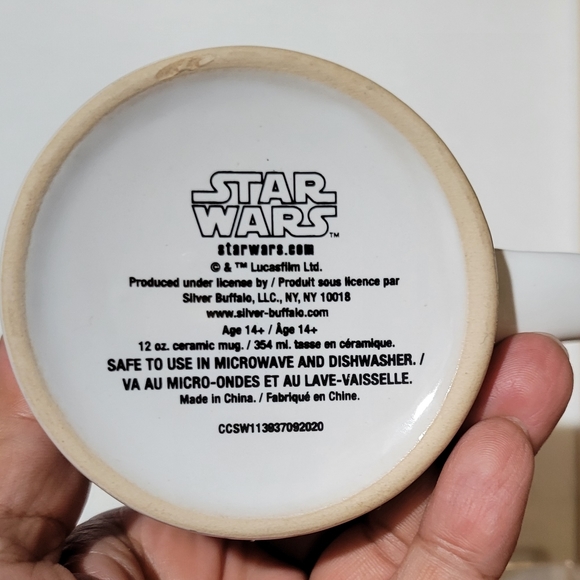 STAR
WARS™
starwars.com
© & ™ Lucasfilm Ltd.
Produced under license by / Produit sous licence par
Silver Buffalo, LLC., NY, NY 10018
www.silver-buffalo.com
Age 14+ / Âge 14+
12 oz. ceramic mug. / 354 ml. tasse en céramique.
SAFE TO USE IN MICROWAVE AND DISHWASHER. /
VA AU MICRO-ONDES ET AU LAVE-VAISSELLE.
Made in China. / Fabriqué en Chine.
CCSW113937092020